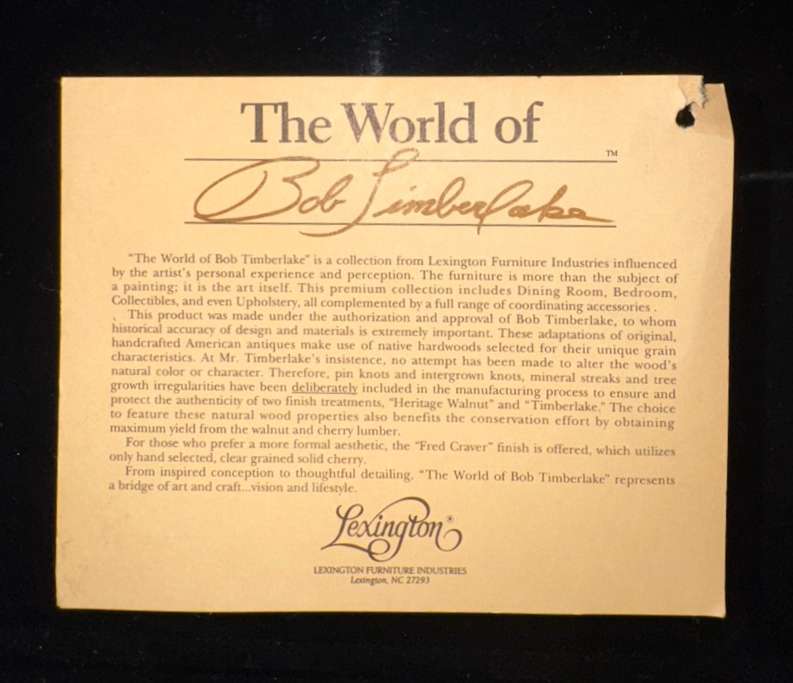 The World of
™
Bob Timberlake
"The World of Bob Timberlake" is a collection from Lexington Furniture Industries influenced
by the artist's personal experience and perception. The furniture is more than the subject of
a painting; it is the art itself. This premium collection includes Dining Room, Bedroom,
Collectibles, and even Upholstery, all complemented by a full range of coordinating accessories .
This product was made under the authorization and approval of Bob Timberlake, to whom
historical accuracy of design and materials is extremely important. These adaptations of original,
handcrafted American antiques make use of native hardwoods selected for their unique grain
characteristics. At Mr. Timberlake's insistence, no attempt has been made to alter the wood's
natural color or character. Therefore, pin knots and intergrown knots, mineral streaks and tree
growth irregularities have been deliberately included in the manufacturing process to ensure and
protect the authenticity of two finish treatments, "Heritage Walnut" and "Timberlake." The choice
to feature these natural wood properties also benefits the conservation effort by obtaining
maximum yield from the walnut and cherry lumber.
For those who prefer a more formal aesthetic, the "Fred Craver" finish is offered, which utilizes
only hand selected, clear grained solid cherry.
From inspired conception to thoughtful detailing, "The World of Bob Timberlake" represents
a bridge of art and craft...vision and lifestyle.
Lexington®
LEXINGTON FURNITURE INDUSTRIES
Lexington, NC 27293